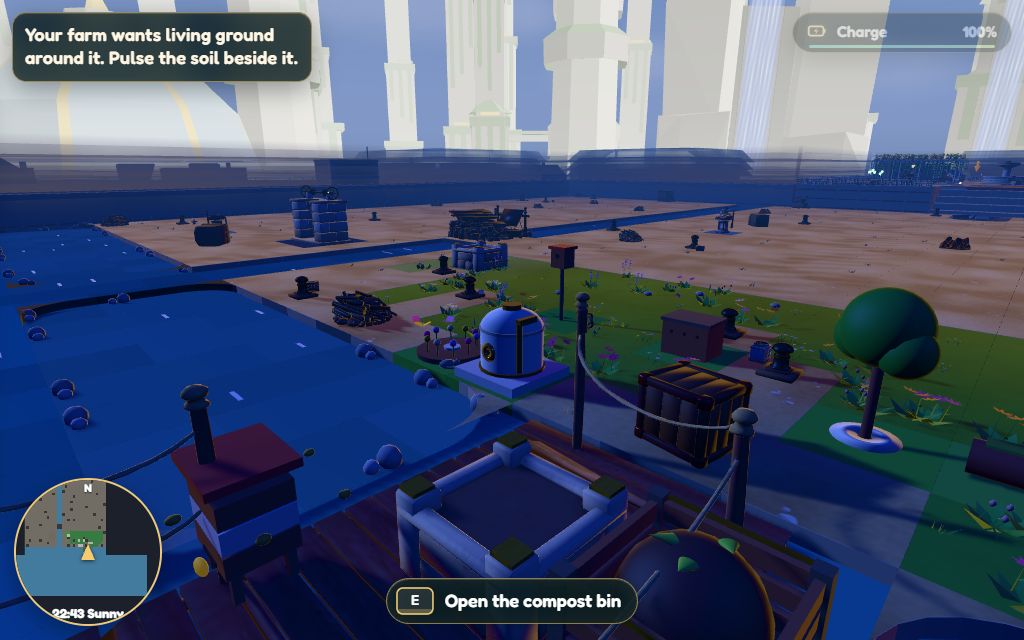 Your farm wants living ground
around it. Pulse the soil beside it.
Charge 100%
N
22:43 Sunny
E Open the compost bin